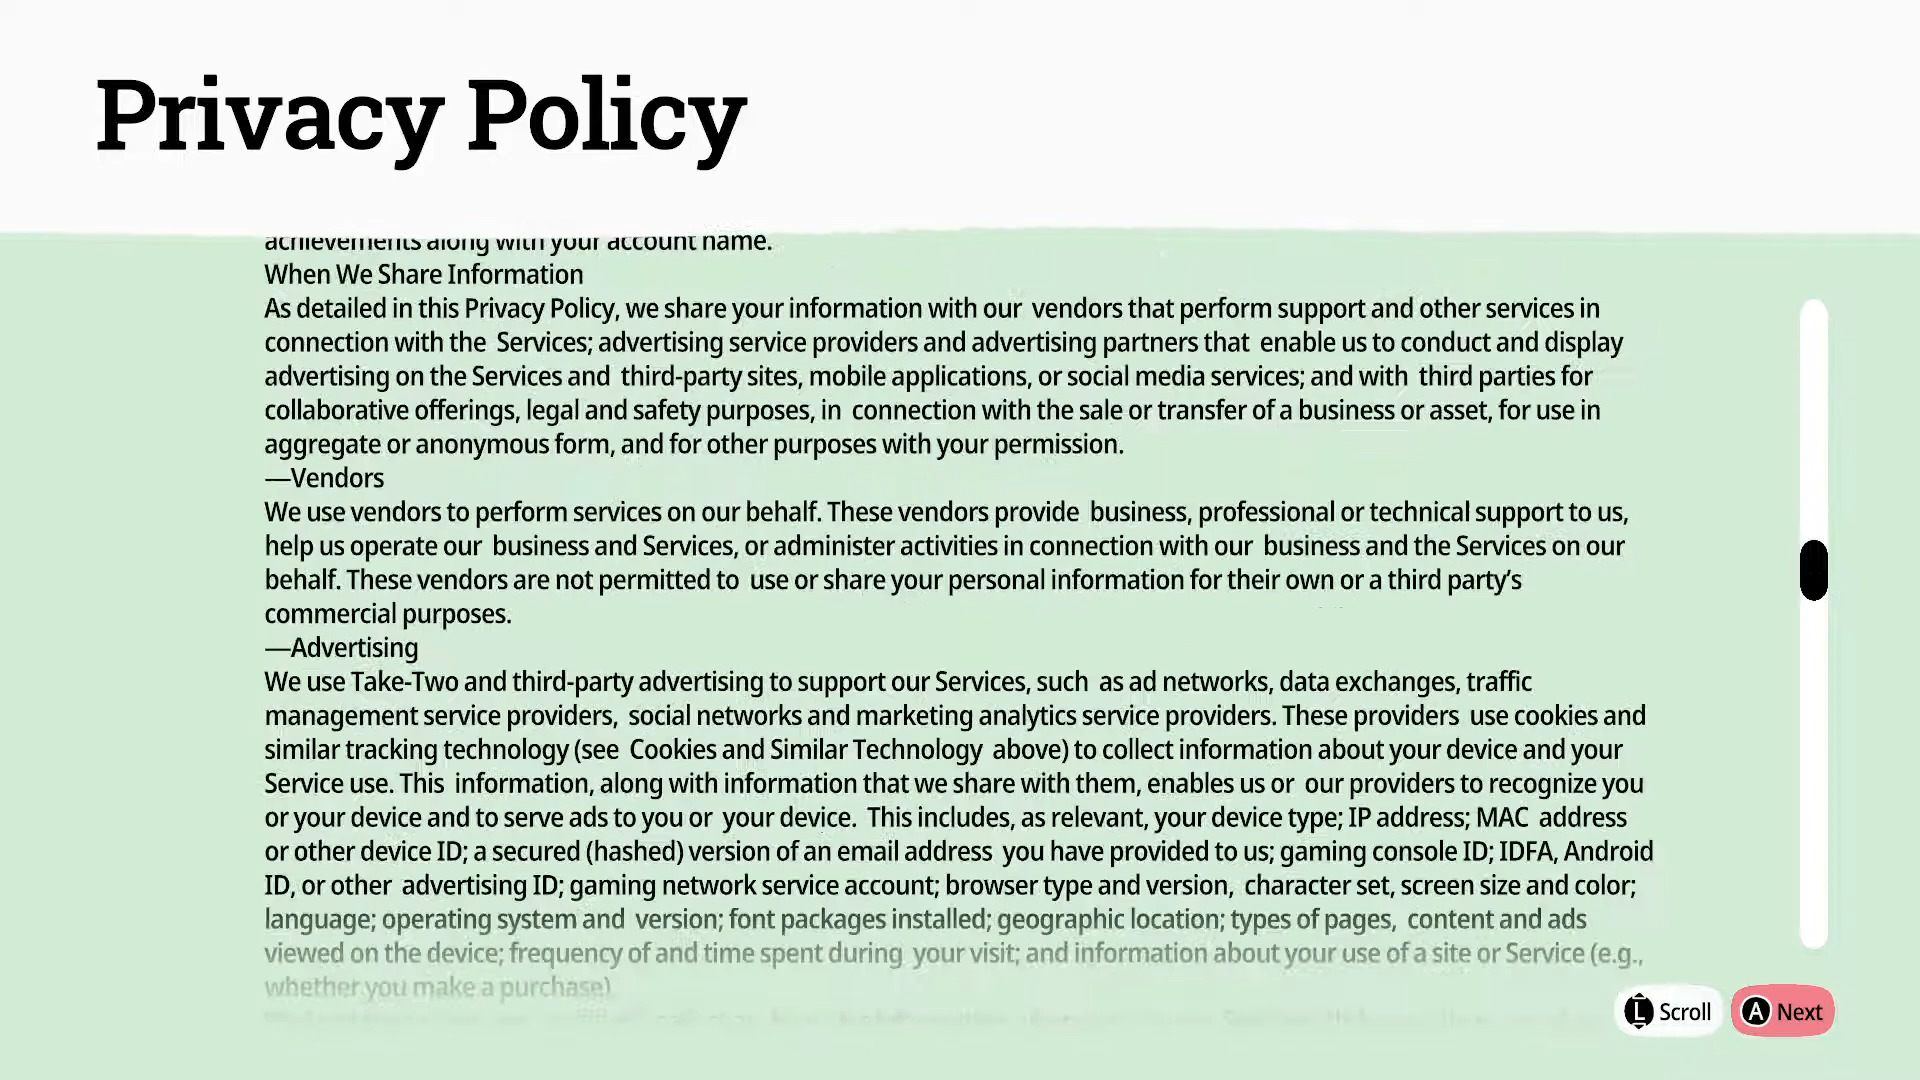 Privacy Policy
achievements along with your account name.
When We Share Information
As detailed in this Privacy Policy, we share your information with our vendors that perform support and other services in
connection with the Services; advertising service providers and advertising partners that enable us to conduct and display
advertising on the Services and third-party sites, mobile applications, or social media services; and with third parties for
collaborative offerings, legal and safety purposes, in connection with the sale or transfer of a business or asset, for use in
aggregate or anonymous form, and for other purposes with your permission.
—Vendors
We use vendors to perform services on our behalf. These vendors provide business, professional or technical support to us,
help us operate our business and Services, or administer activities in connection with our business and the Services on our
behalf. These vendors are not permitted to use or share your personal information for their own or a third party’s
commercial purposes.
—Advertising
We use Take-Two and third-party advertising to support our Services, such as ad networks, data exchanges, traffic
management service providers, social networks and marketing analytics service providers. These providers use cookies and
similar tracking technology (see Cookies and Similar Technology above) to collect information about your device and your
Service use. This information, along with information that we share with them, enables us or our providers to recognize you
or your device and to serve ads to you or your device. This includes, as relevant, your device type; IP address; MAC address
or other device ID; a secured (hashed) version of an email address you have provided to us; gaming console ID; IDFA, Android
ID, or other advertising ID; gaming network service account; browser type and version, character set, screen size and color;
language; operating system and version; font packages installed; geographic location; types of pages, content and ads
viewed on the device; frequency of and time spent during your visit; and information about your use of a site or Service (e.g.,
whether you make a purchase)
L Scroll
A Next